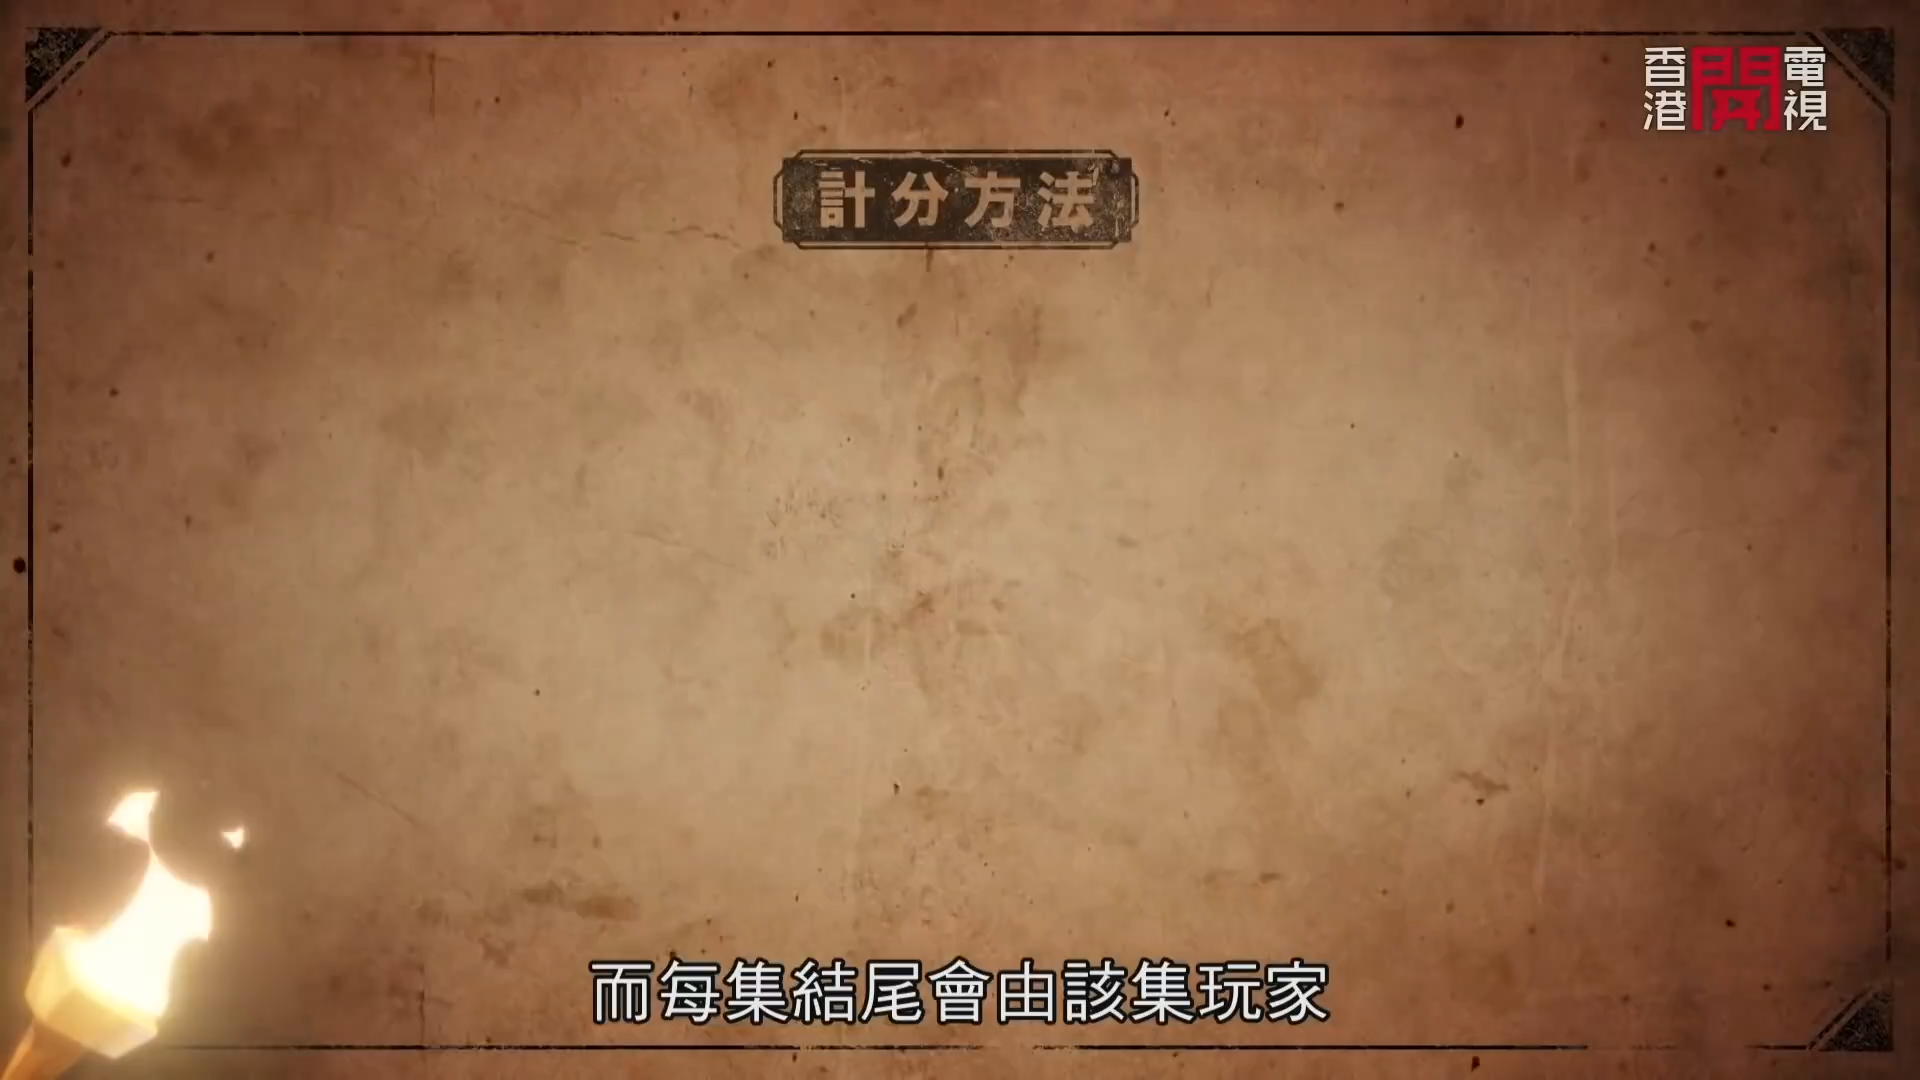 香港開電視
計分方法
而每集結尾會由該集玩家